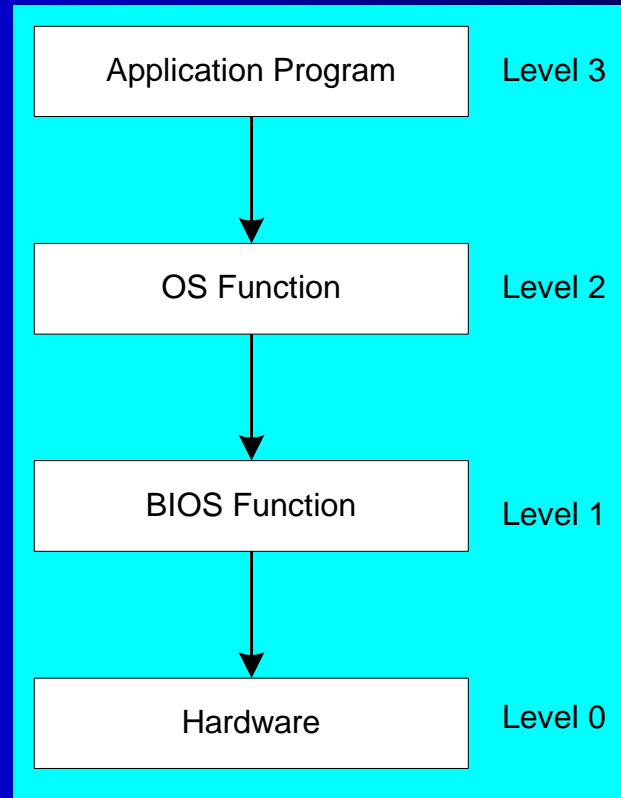 Application Program Level 3
OS Function Level 2
BIOS Function Level 1
Hardware Level 0